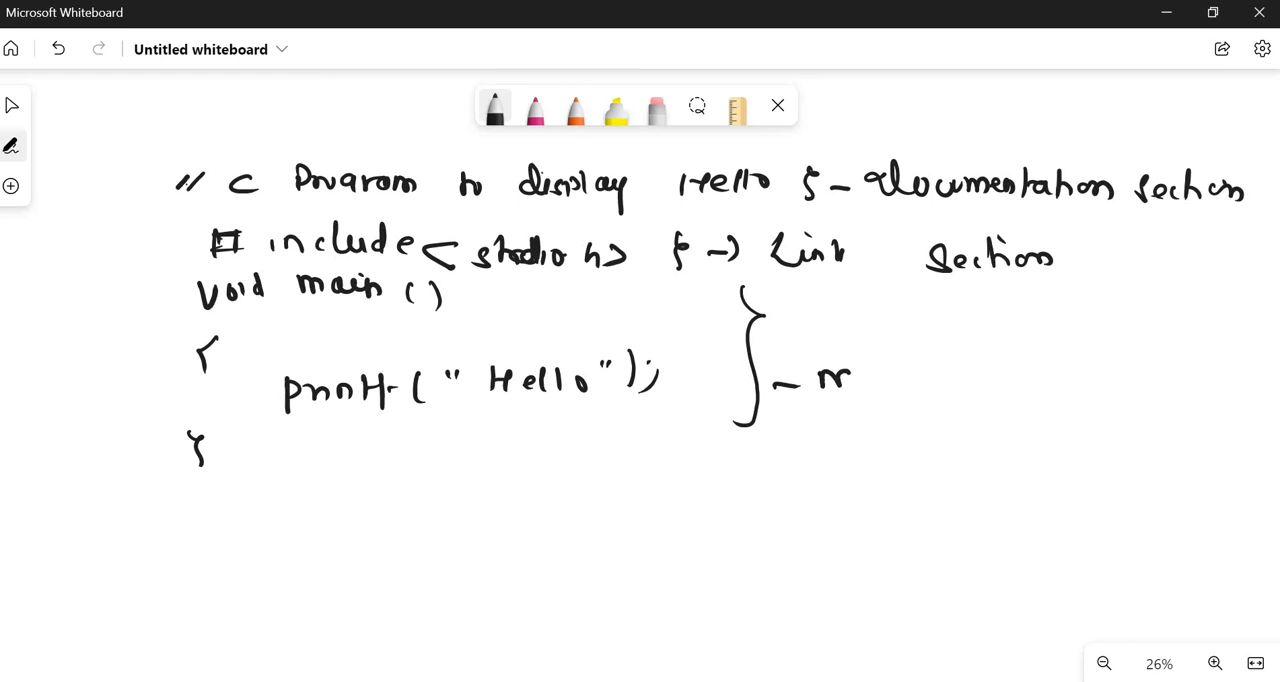 Microsoft Whiteboard
Untitled whiteboard
// C Program to display Hello } - documentation section
# include < stdio h> } -> Link section
void main ()
{
printf ( " Hello " ) ;
} - m
}
26%